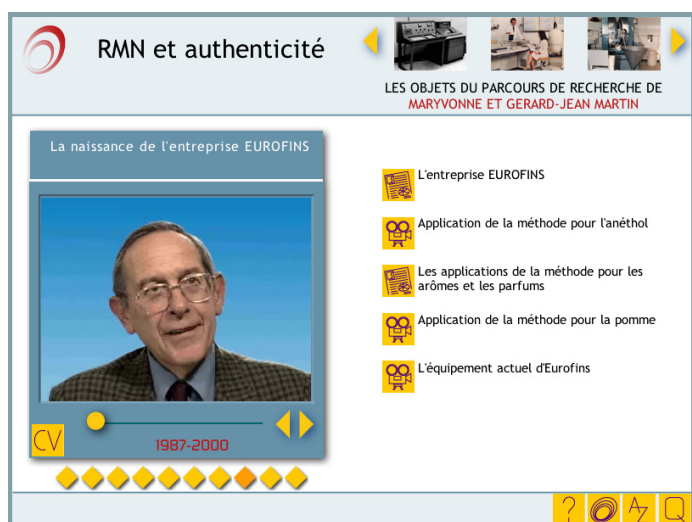 RMN et authenticité
LES OBJETS DU PARCOURS DE RECHERCHE DE
MARYVONNE ET GERARD-JEAN MARTIN
La naissance de l'entreprise EUROFINS
CV
1987-2000
L'entreprise EUROFINS
Application de la méthode pour l'anéthol
Les applications de la méthode pour les
arômes et les parfums
Application de la méthode pour la pomme
L'équipement actuel d'Eurofins
? AZ Q